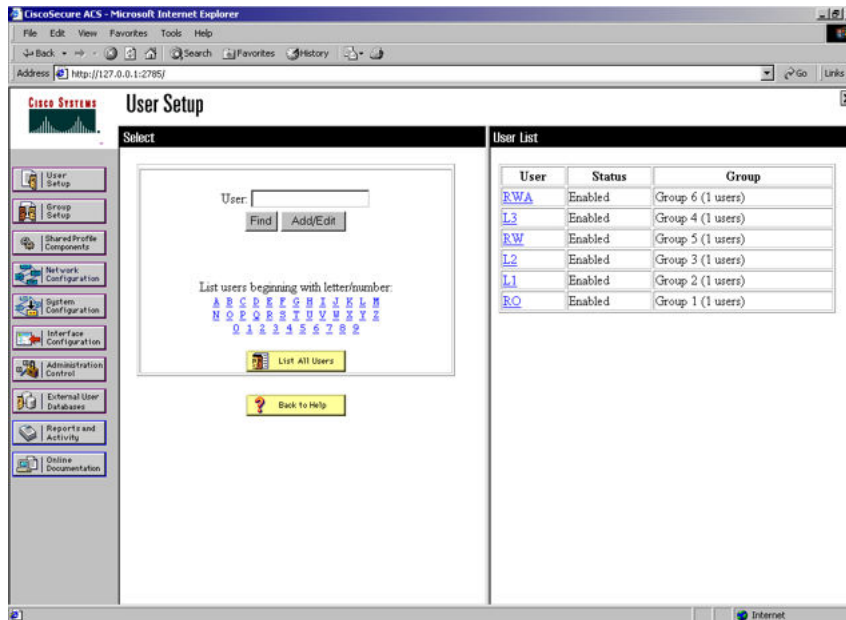 CiscoSecure ACS - Microsoft Internet Explorer
File Edit View Favorites Tools Help
Back Search Favorites History
Address http://127.0.0.1:2785/ Go Links
CISCO SYSTEMS
User Setup
Select
User List
User Setup
Group Setup
Shared Profile Components
Network Configuration
System Configuration
Interface Configuration
Administration Control
External User Databases
Reports and Activity
Online Documentation
User:
Find Add/Edit
List users beginning with letter/number:
A B C D E F G H I J K L M
N O P Q R S T U V W X Y Z
0 1 2 3 4 5 6 7 8 9
List All Users
Back to Help
User Status Group
RWA Enabled Group 6 (1 users)
L3 Enabled Group 4 (1 users)
RW Enabled Group 5 (1 users)
L2 Enabled Group 3 (1 users)
L1 Enabled Group 2 (1 users)
RO Enabled Group 1 (1 users)
Internet